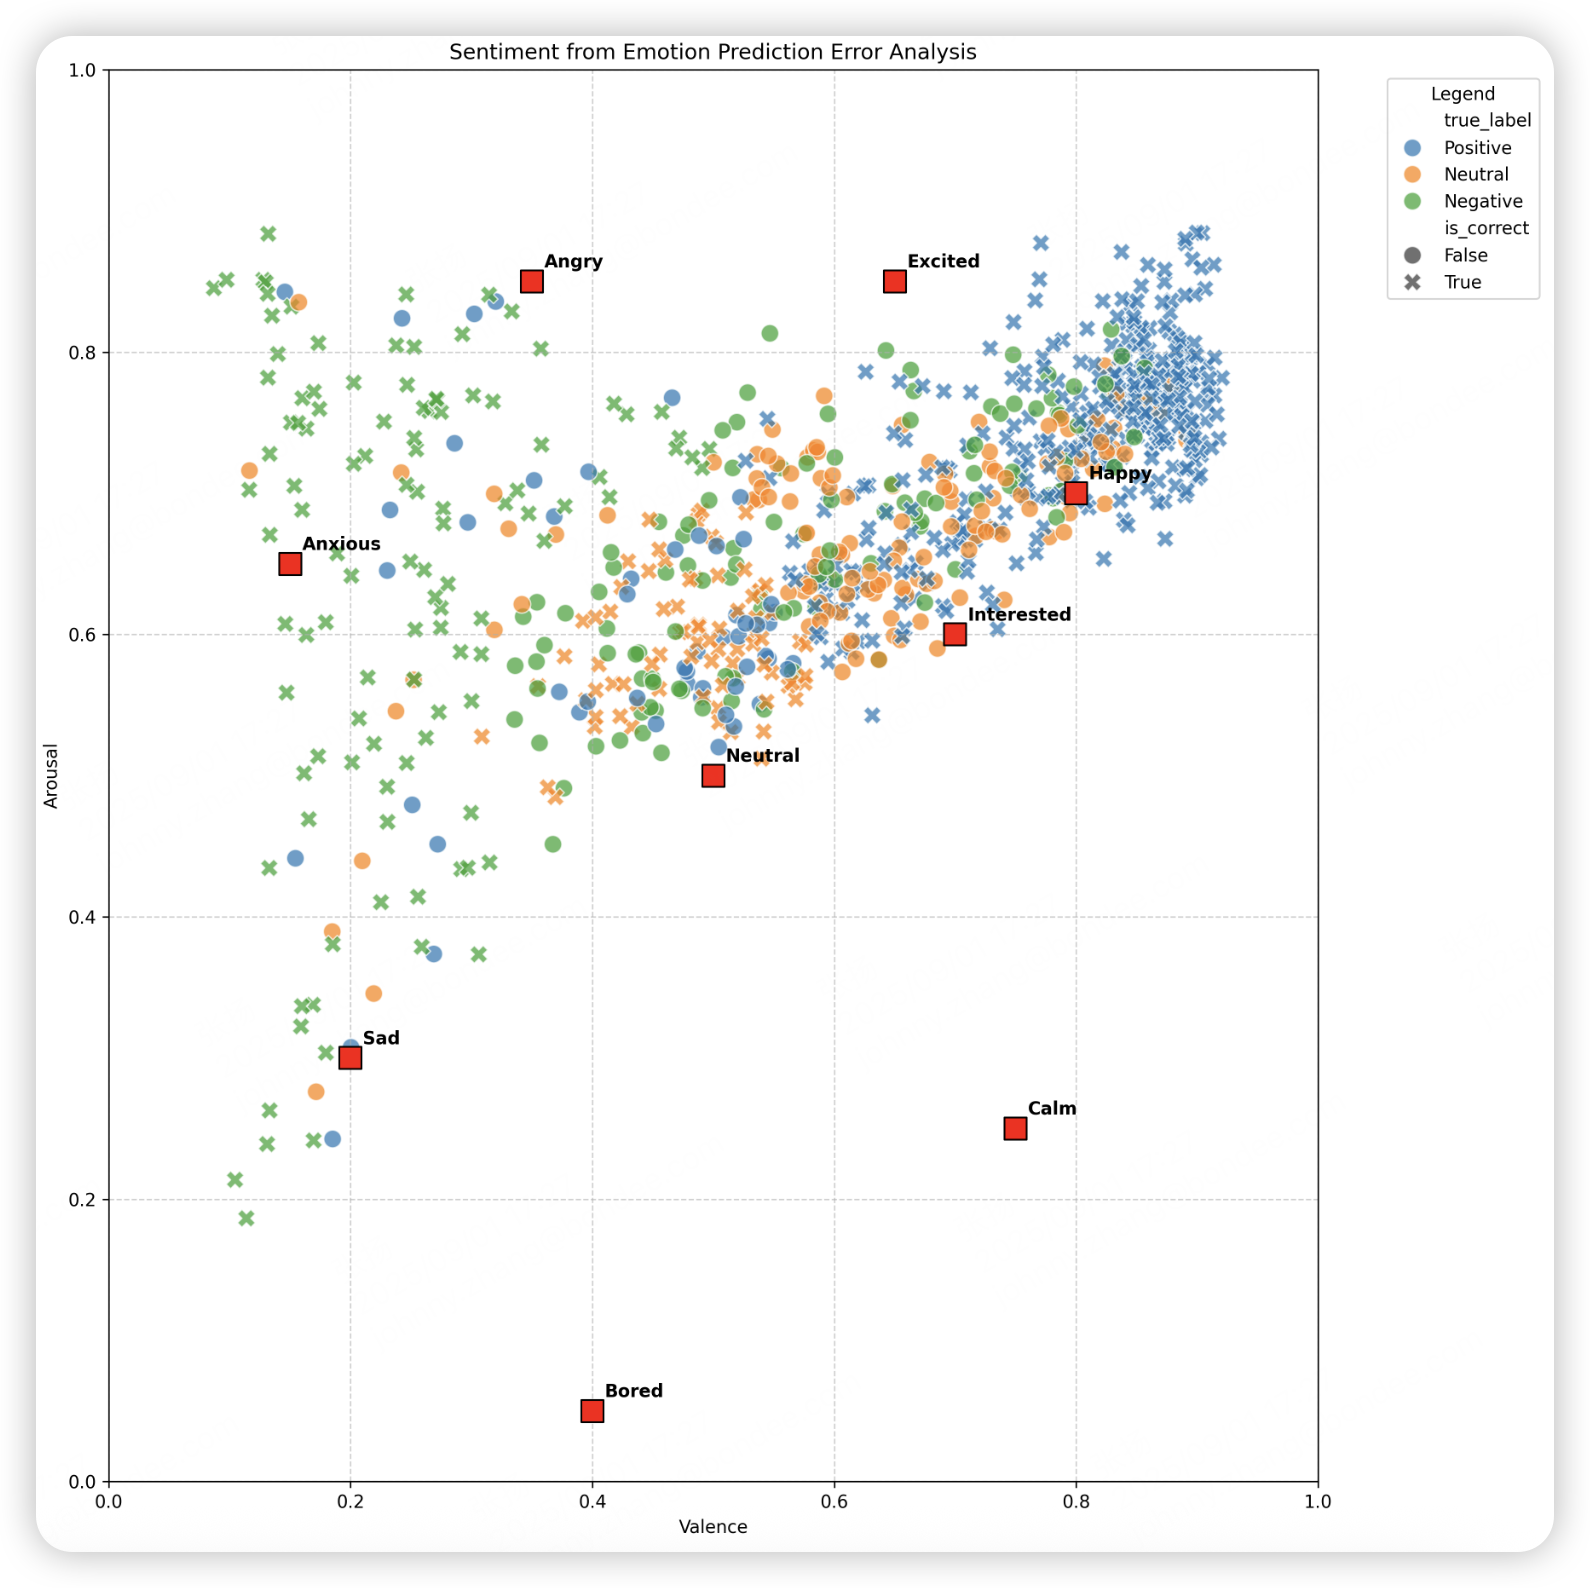 Sentiment from Emotion Prediction Error Analysis
1.0
0.8
0.6
0.4
0.2
0.0
Arousal
Angry
Excited
Happy
Anxious
Interested
Neutral
Sad
Calm
Bored
0.0 0.2 0.4 0.6 0.8 1.0
Valence
Legend
true_label
Positive
Neutral
Negative
is_correct
False
True